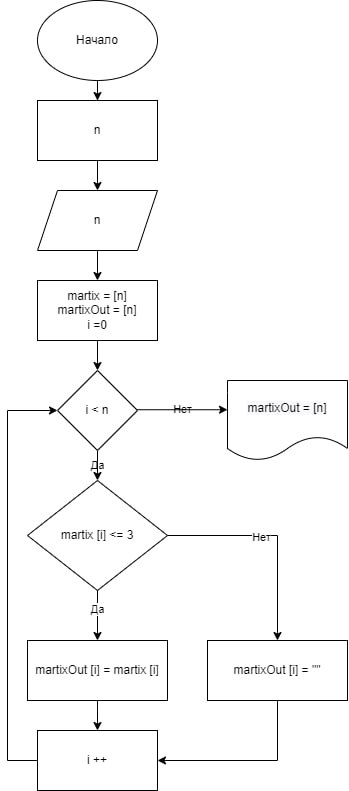 Начало
n
n
martix = [n]
martixOut = [n]
i =0
i < n
Нет
martixOut = [n]
Да
martix [i] <= 3
Нет
Да
martixOut [i] = martix [i]
martixOut [i] = ""
i ++